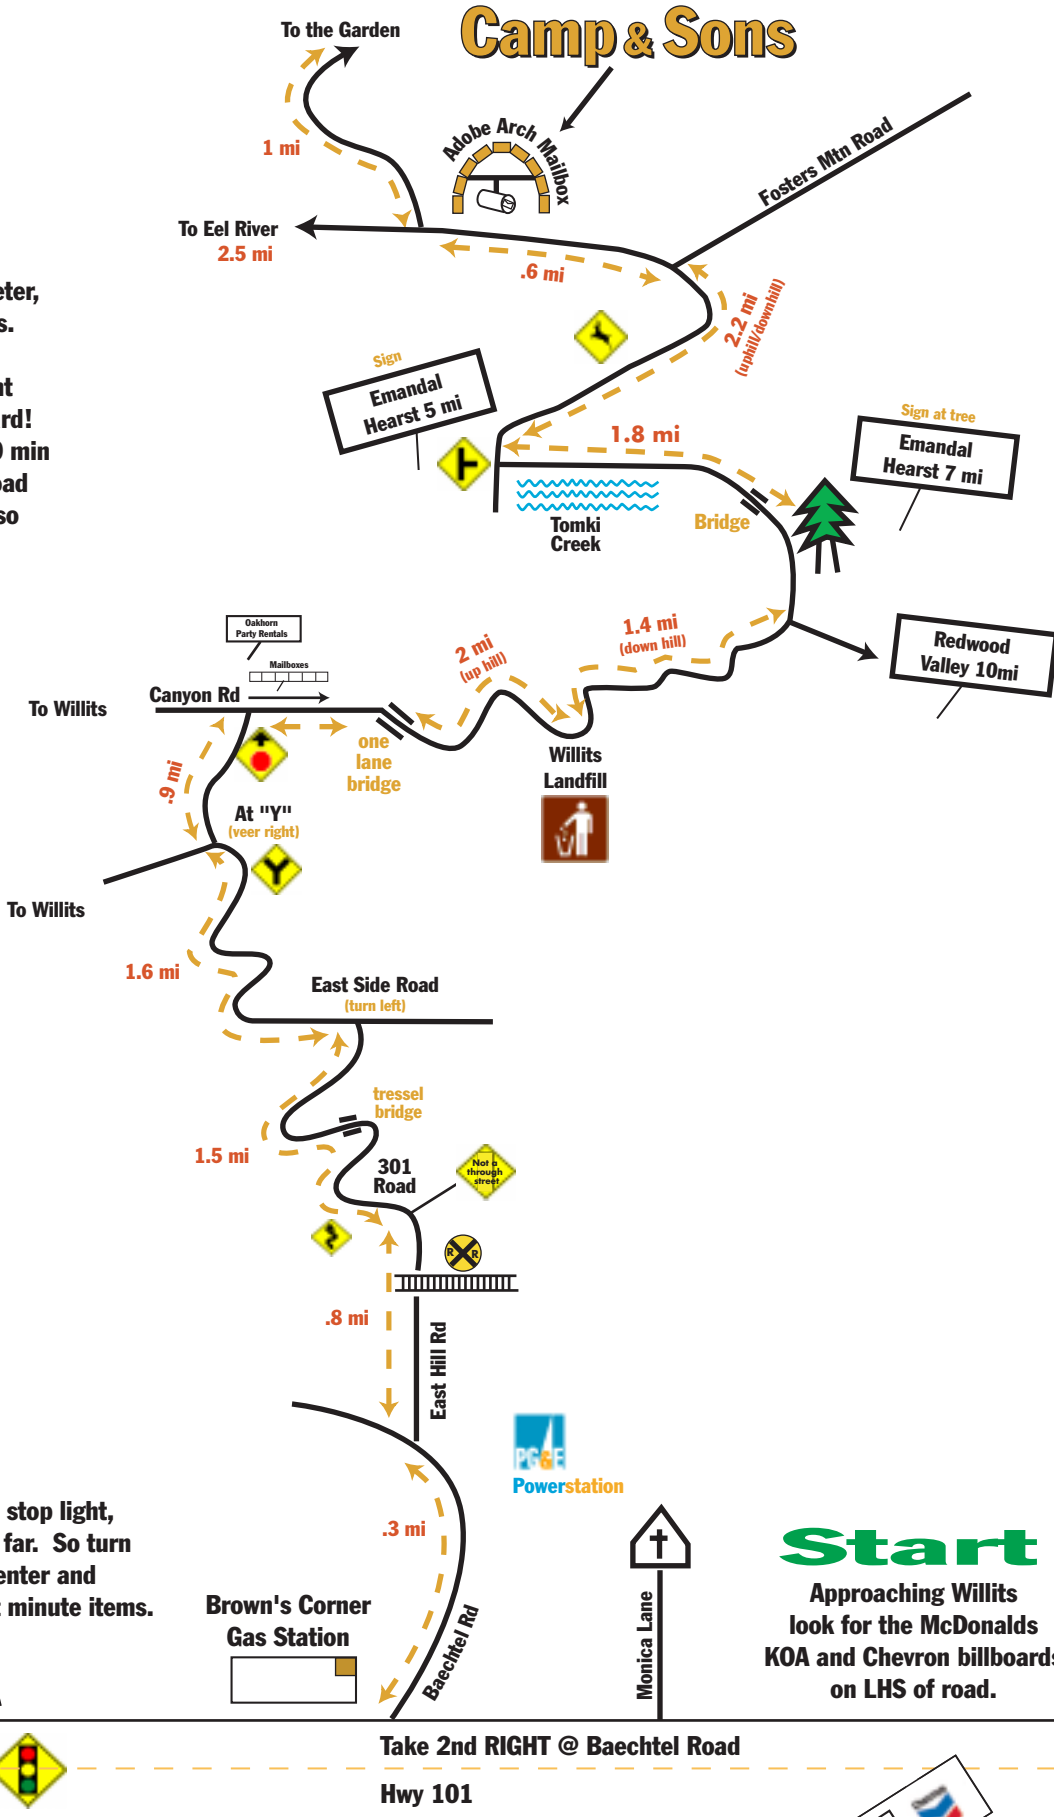 To the Garden
Camp & Sons
1 mi
Adobe Arch Mailbox
Fosters Mtn Road
To Eel River
2.5 mi
.6 mi
2.2 mi
(uphill/downhill)
Sign
Emandal
Hearst 5 mi
1.8 mi
Sign at tree
Emandal
Hearst 7 mi
Bridge
Tomki
Creek
Oakhorn
Party Rentals
Mailboxes
Canyon Rd
To Willits
2 mi
(up hill)
1.4 mi
(down hill)
Redwood
Valley 10mi
one
lane
bridge
Willits
Landfill
.9 mi
At "Y"
(veer right)
To Willits
1.6 mi
East Side Road
(turn left)
tressel
bridge
1.5 mi
301
Road
Not a
through
street
R R
.8 mi
East Hill Rd
PG&E
Powerstation
stop light,
far. So turn
enter and
minute items.
.3 mi
Brown's Corner
Gas Station
Baechtel Rd
Monica Lane
Start
Approaching Willits
look for the McDonalds
KOA and Chevron billboards
on LHS of road.
Take 2nd RIGHT @ Baechtel Road
Hwy 101
Chevron